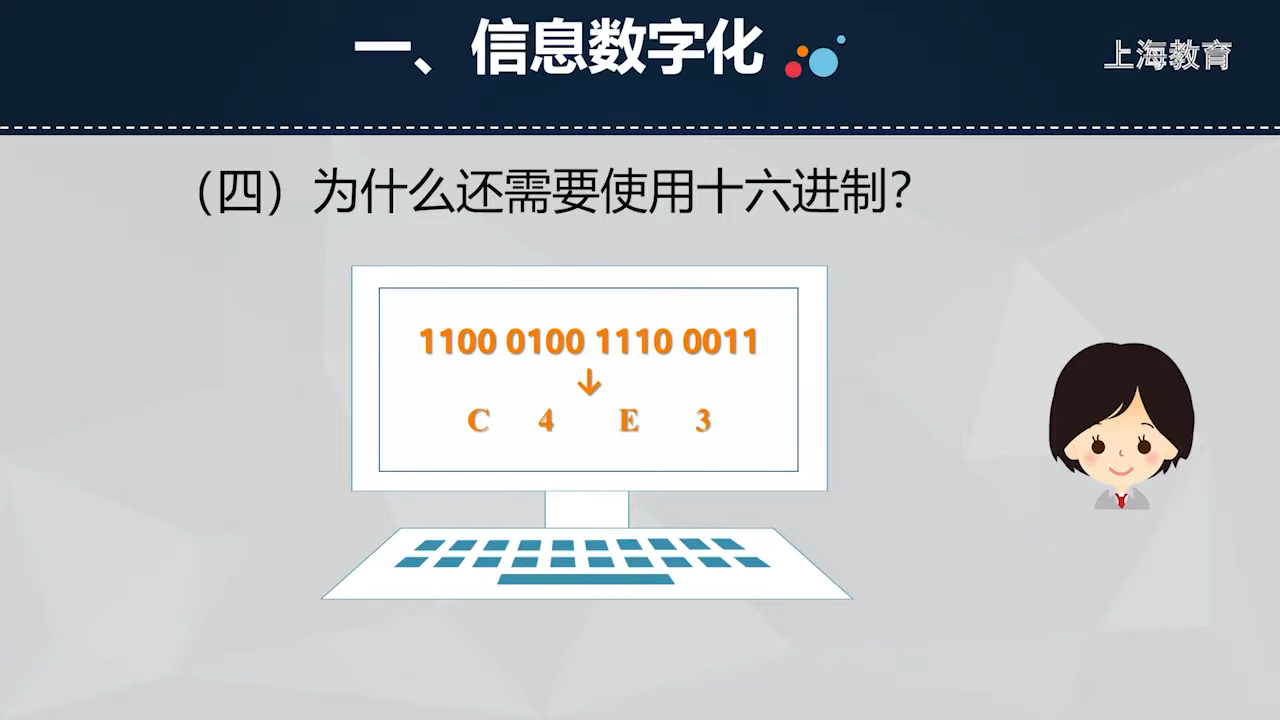 一、信息数字化
上海教育
（四）为什么还需要使用十六进制？
1100 0100 1110 0011
↓
C 4 E 3